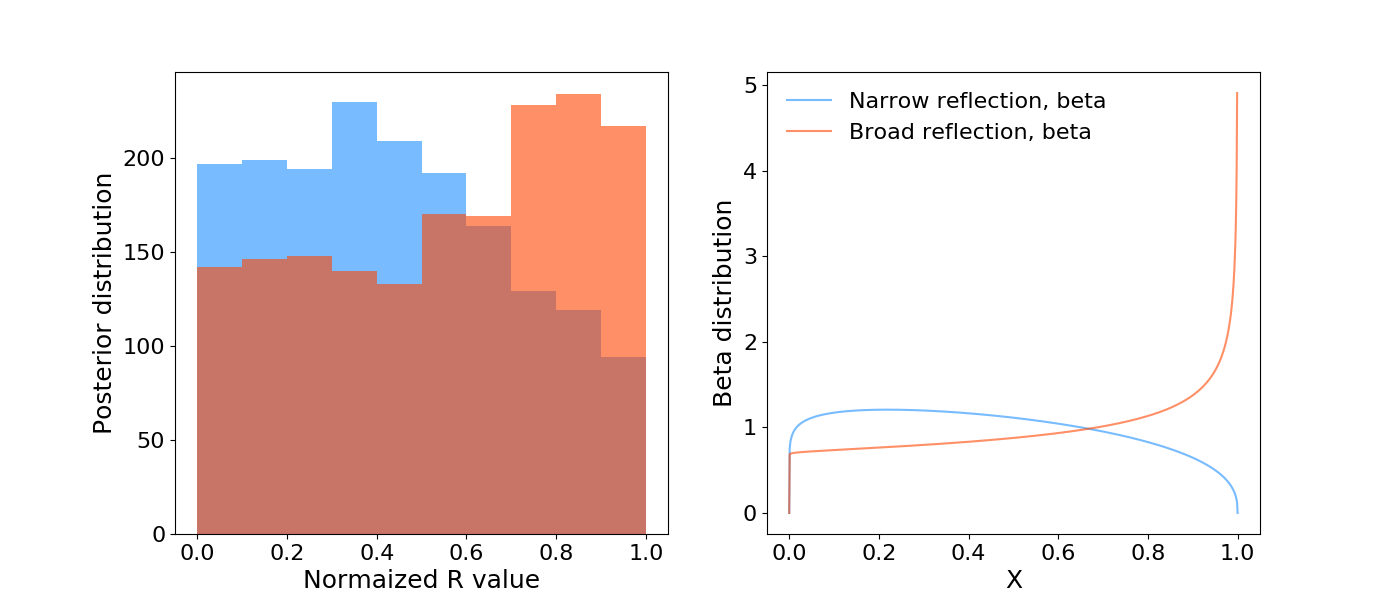 Posterior distribution
200
150
100
50
0
0.0 0.2 0.4 0.6 0.8 1.0
Normaized R value
Beta distribution
5
4
3
2
1
0
Narrow reflection, beta
Broad reflection, beta
0.0 0.2 0.4 0.6 0.8 1.0
X